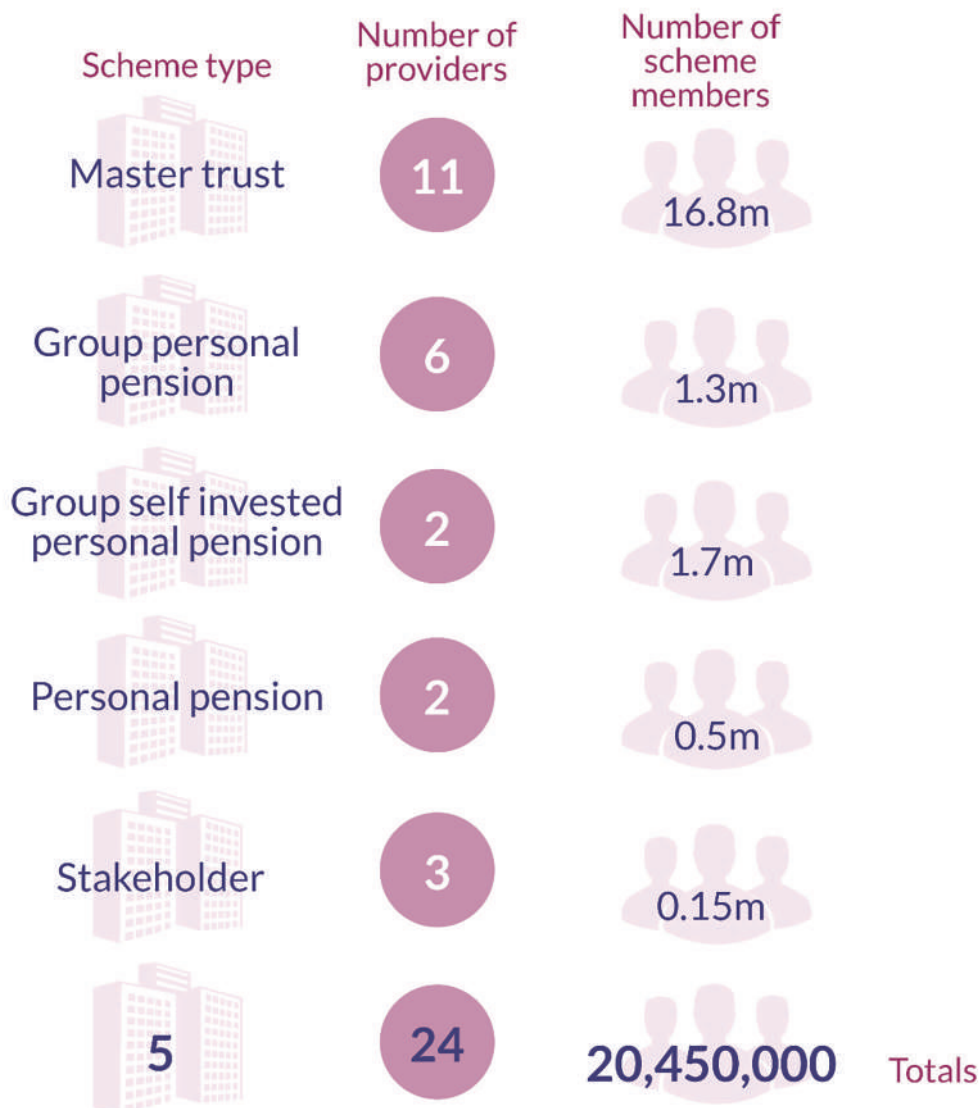 Scheme type
Number of
providers
Number of
scheme
members
Master trust
11
16.8m
Group personal
pension
6
1.3m
Group self invested
personal pension
2
1.7m
Personal pension
2
0.5m
Stakeholder
3
0.15m
5
24
20,450,000
Totals